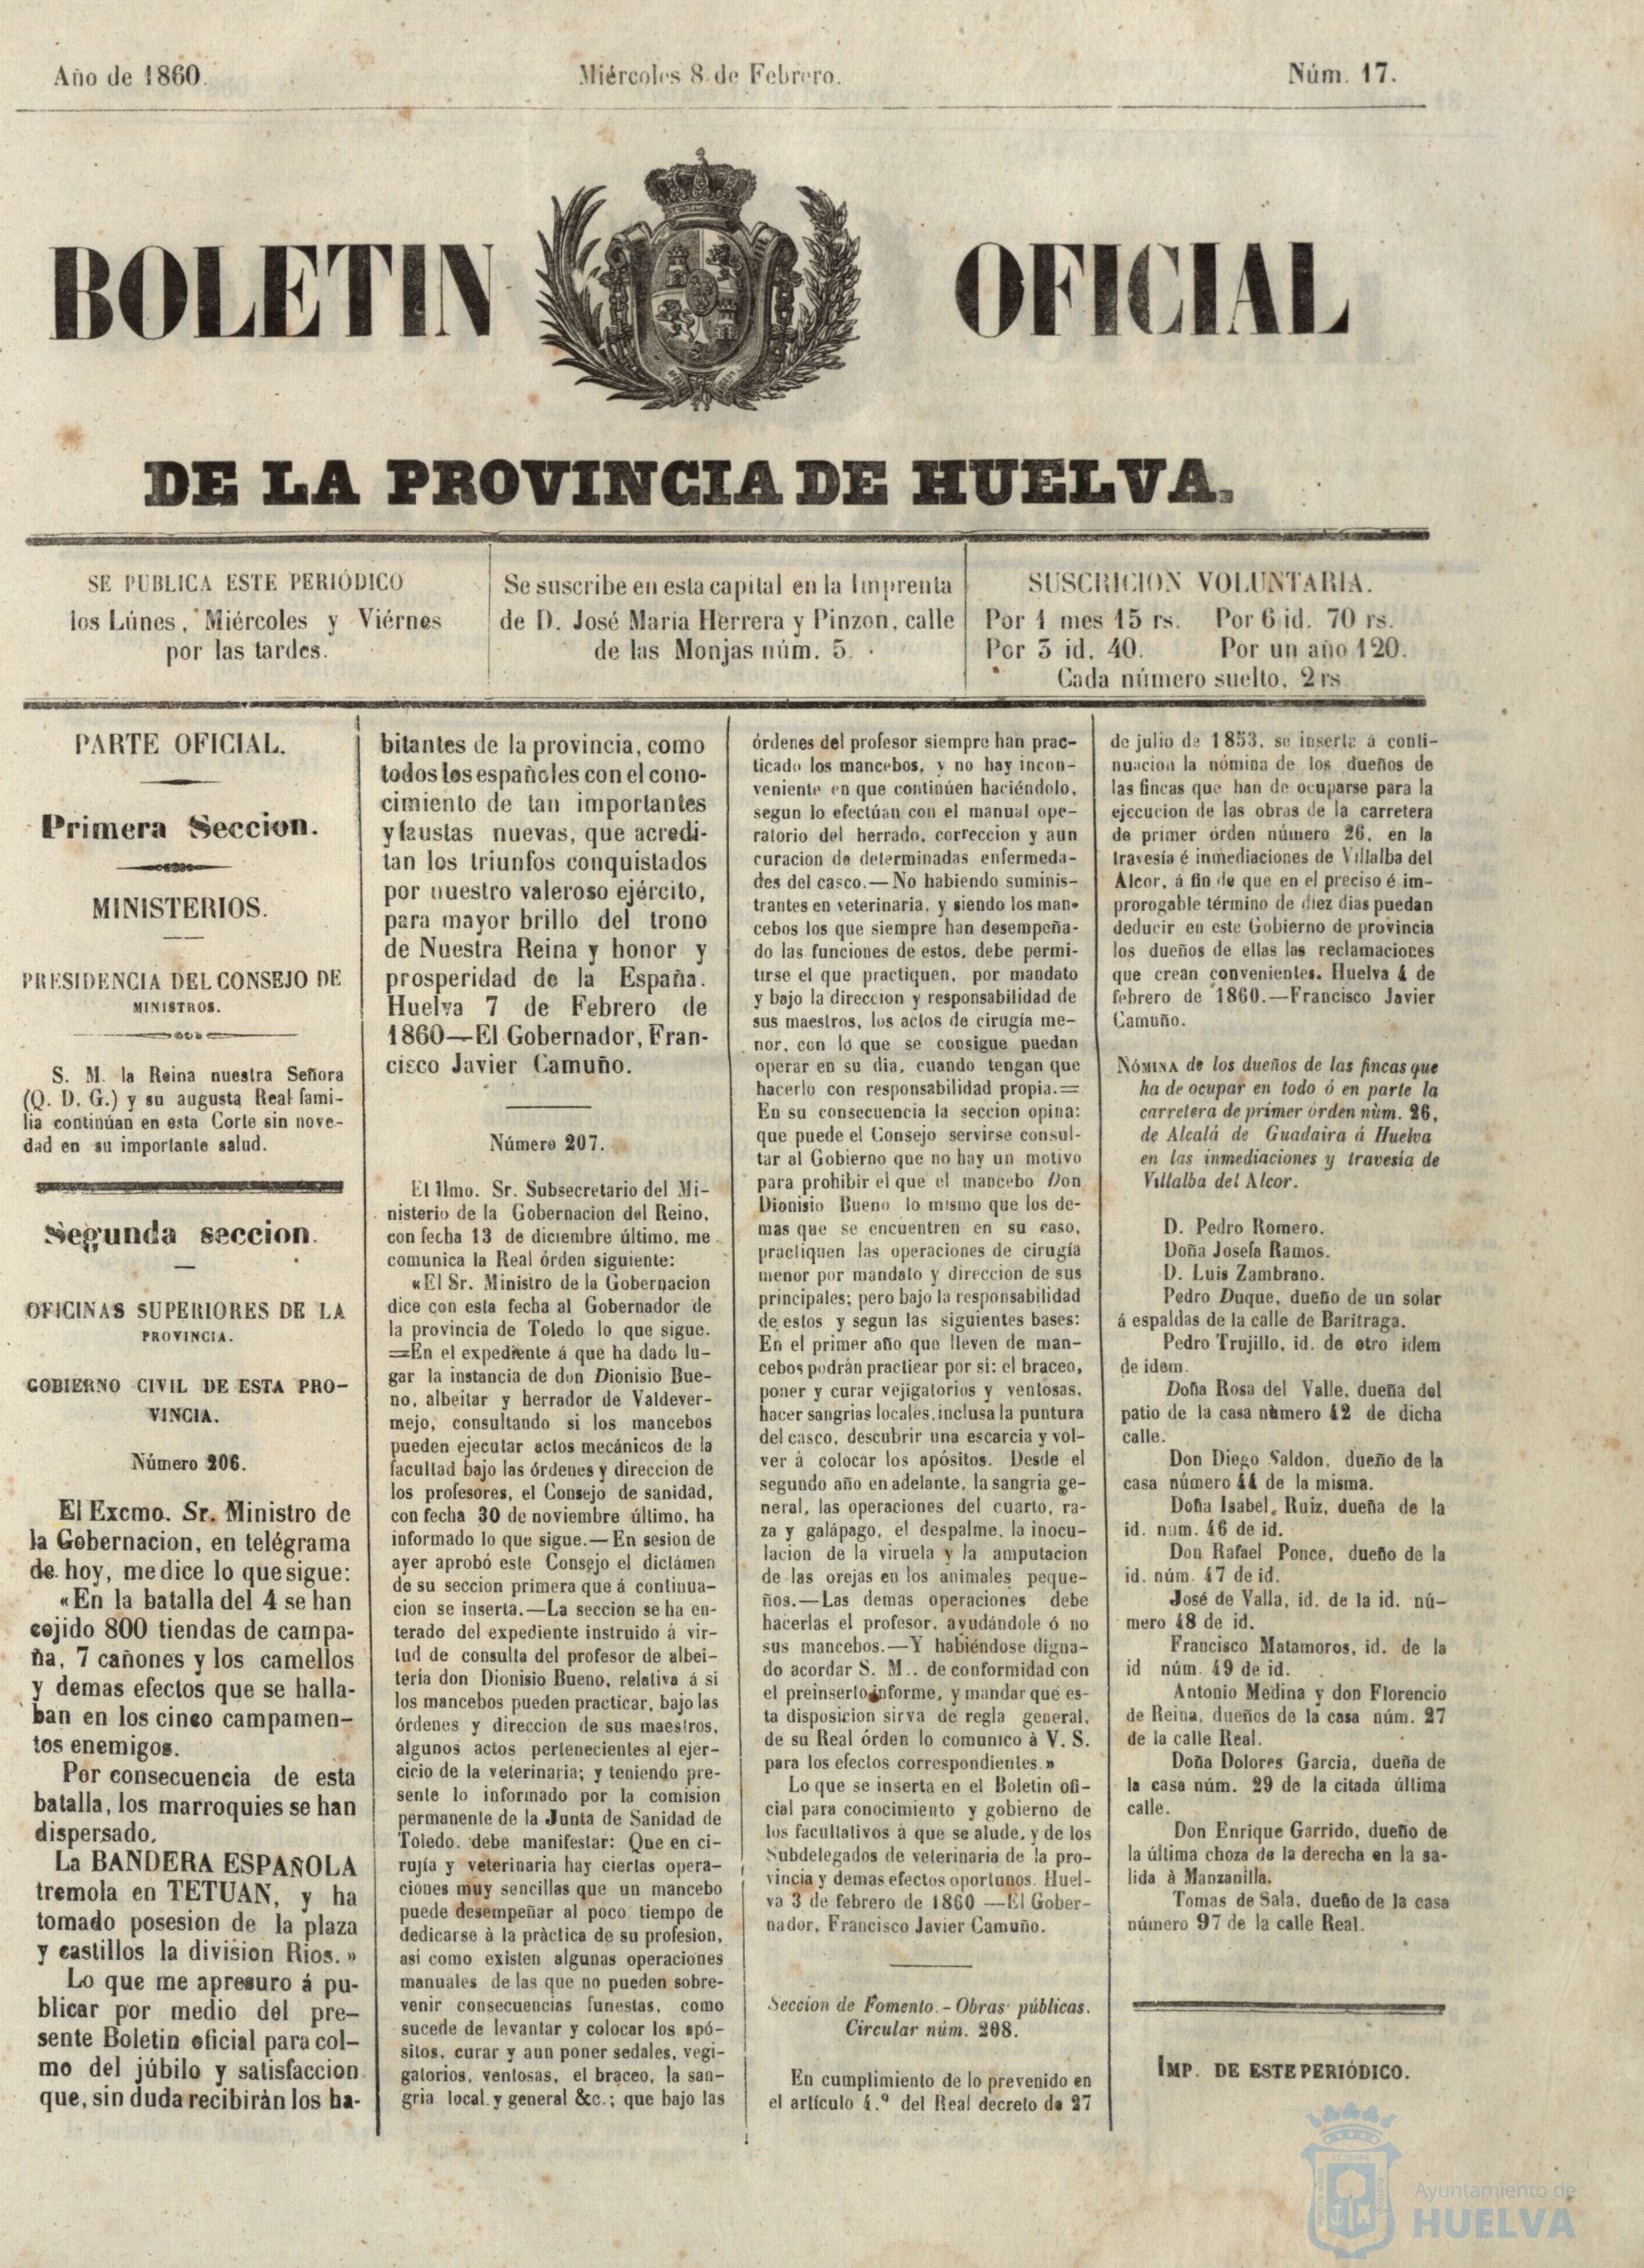 Año de 1860.
Miércoles 8 de Febrero.
Núm. 17.
BOLETIN OFICIAL
DE LA PROVINCIA DE HUELVA.
SE PUBLICA ESTE PERIÓDICO
los Lúnes, Miércoles y Viérnes
por las tardes.
Se suscribe en esta capital en la Imprenta
de D. José María Herrera y Pinzon, calle
de las Monjas núm. 5.
SUSCRICION VOLUNTARIA.
Por 1 mes 15 rs. Por 6 id. 70 rs.
Por 3 id. 40. Por un año 120.
Cada número suelto, 2 rs
PARTE OFICIAL.
Primera Seccion.
MINISTERIOS.
PRESIDENCIA DEL CONSEJO DE
MINISTROS.
S. M. la Reina nuestra Señora
(Q. D. G.) y su augusta Real fami-
lia continúan en esta Corte sin nove-
dad en su importante salud.
Segunda seccion.
OFICINAS SUPERIORES DE LA
PROVINCIA.
GOBIERNO CIVIL DE ESTA PRO-
VINCIA.
Número 206.
El Excmo. Sr. Ministro de
la Gobernacion, en telégrama
de hoy, me dice lo que sigue:
«En la batalla del 4 se han
cojido 800 tiendas de campa-
ña, 7 cañones y los camellos
y demas efectos que se halla-
ban en los cinco campamen-
tos enemigos.
Por consecuencia de esta
batalla, los marroquies se han
dispersado.
La BANDERA ESPAÑOLA
tremola en TETUAN, y ha
tomado posesion de la plaza
y castillos la division Rios.»
Lo que me apresuro á pu-
blicar por medio del pre-
sente Boletin oficial para col-
mo del júbilo y satisfaccion
que, sin duda recibirán los ha-
bitantes de la provincia, como
todos los españoles con el cono-
cimiento de tan importantes
y faustas nuevas, que acredi-
tan los triunfos conquistados
por nuestro valeroso ejército,
para mayor brillo del trono
de Nuestra Reina y honor y
prosperidad de la España.
Huelva 7 de Febrero de
1860—El Gobernador, Fran-
cisco Javier Camuño.
Número 207.
El Ilmo. Sr. Subsecretario del Mi-
nisterio de la Gobernacion del Reino,
con fecha 13 de diciembre último, me
comunica la Real órden siguiente:
«El Sr. Ministro de la Gobernacion
dice con esta fecha al Gobernador de
la provincia de Toledo lo que sigue.
=En el expediente á que ha dado lu-
gar la instancia de don Dionisio Bue-
no, albeitar y herrador de Valdever-
mejo, consultando si los mancebos
pueden ejecutar actos mecánicos de la
facultad bajo las órdenes y direccion de
los profesores, el Consejo de sanidad,
con fecha 30 de noviembre último, ha
informado lo que sigue.—En sesion de
ayer aprobó este Consejo el dictámen
de su seccion primera que á continua-
cion se inserta.—La seccion se ha en-
terado del expediente instruido á vir-
tud de consulta del profesor de albei-
teria don Dionisio Bueno, relativa á si
los mancebos pueden practicar, bajo las
órdenes y direccion de sus maestros,
algunos actos pertenecientes al ejer-
cicio de la veterinaria; y teniendo pre-
sente lo informado por la comision
permanente de la Junta de Sanidad de
Toledo, debe manifestar: Que en ci-
rujía y veterinaria hay ciertas opera-
ciones muy sencillas que un mancebo
puede desempeñar al poco tiempo de
dedicarse à la pràctica de su profesion,
asi como existen algunas operaciones
manuales de las que no pueden sobre-
venir consecuencias funestas, como
sucede de levantar y colocar los apó-
sitos, curar y aun poner sedales, vegi-
gatorios, ventosas, el braceo, la san-
gria local y general &c.; que bajo las
órdenes del profesor siempre han prac-
ticado los mancebos, y no hay incon-
veniente en que continúen haciéndolo,
segun lo efectúan con el manual ope-
ratorio del herrado, correccion y aun
curacion de determinadas enfermeda-
des del casco.—No habiendo suminis-
trantes en veterinaria, y siendo los man-
cebos los que siempre han desempeña-
do las funciones de estos, debe permi-
tirse el que practiquen, por mandato
y bajo la direccion y responsabilidad de
sus maestros, los actos de cirugía me-
nor, con lo que se consigue puedan
operar en su dia, cuando tengan que
hacerlo con responsabilidad propia.=
En su consecuencia la seccion opina:
que puede el Consejo servirse consul-
tar al Gobierno que no hay un motivo
para prohibir el que el mancebo Don
Dionisio Bueno lo mismo que los de-
mas que se encuentren en su caso,
practiquen las operaciones de cirugía
menor por mandato y direccion de sus
principales; pero bajo la responsabilidad
de estos y segun las siguientes bases:
En el primer año que lleven de man-
cebos podrán practicar por si: el braceo,
poner y curar vejigatorios y ventosas,
hacer sangrias locales, inclusa la puntura
del casco, descubrir una escarcia y vol-
ver á colocar los apósitos. Desde el
segundo año en adelante, la sangria ge-
neral, las operaciones del cuarto, ra-
za y galápago, el despalme, la inocu-
lacion de la viruela y la amputacion
de las orejas en los animales peque-
ños.—Las demas operaciones debe
hacerlas el profesor, ayudándole ó no
sus mancebos.—Y habiéndose digna-
do acordar S. M.. de conformidad con
el preinserto informe, y mandar que es-
ta disposicion sirva de regla general,
de su Real órden lo comunico à V. S.
para los efectos correspondientes.»
Lo que se inserta en el Boletin ofi-
cial para conocimiento y gobierno de
los facultativos á que se alude, y de los
Subdelegados de veterinaria de la pro-
vincia y demas efectos oportunos. Huel-
va 3 de febrero de 1860 —El Gober-
nador, Francisco Javier Camuño.
Seccion de Fomento.-Obras públicas.
Circular núm. 208.
En cumplimiento de lo prevenido en
el artículo 4.º del Real decreto de 27
de julio de 1853, se inserta á conti-
nuacion la nómina de los dueños de
las fincas que han de ocuparse para la
ejecucion de las obras de la carretera
de primer órden número 26, en la
travesía é inmediaciones de Villalba del
Alcor, á fin de que en el preciso é im-
prorogable término de diez dias puedan
deducir en este Gobierno de provincia
los dueños de ellas las reclamaciones
que crean convenientes. Huelva 4 de
febrero de 1860.—Francisco Javier
Camuño.
NÓMINA de los dueños de las fincas que
ha de ocupar en todo ó en parte la
carretera de primer órden nùm. 26,
de Alcalá de Guadaira á Huelva
en las inmediaciones y travesía de
Villalba del Alcor.
D. Pedro Romero.
Doña Josefa Ramos.
D. Luis Zambrano.
Pedro Duque, dueño de un solar
á espaldas de la calle de Baritraga.
Pedro Trujillo, id. de otro idem
de idem.
Doña Rosa del Valle, dueña del
patio de la casa nùmero 42 de dicha
calle.
Don Diego Saldon, dueño de la
casa número 44 de la misma.
Doña Isabel, Ruiz, dueña de la
id. num. 46 de id.
Don Rafael Ponce, dueño de la
id. núm. 47 de id.
José de Valla, id. de la id. nú-
mero 48 de id.
Francisco Matamoros, id. de la
id núm. 49 de id.
Antonio Medina y don Florencio
de Reina, dueños de la casa núm. 27
de la calle Real.
Doña Dolores Garcia, dueña de
la casa núm. 29 de la citada última
calle.
Don Enrique Garrido, dueño de
la última choza de la derecha en la sa-
lida à Manzanilla.
Tomas de Sala, dueño de la casa
número 97 de la calle Real.
IMP. DE ESTE PERIÓDICO.
Ayuntamiento de
HUELVA